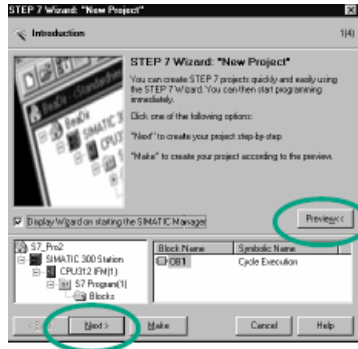 STEP 7 Wizard: "New Project"
Introduction 1(4)
STEP 7 Wizard: "New Project"
You can create STEP 7 projects quickly and easily using
the STEP 7 Wizard. You can then start programming
immediately.
Click one of the following options:
"Next" to create your project step-by-step
"Make" to create your project according to the preview.
Display Wizard on starting the SIMATIC Manager
Preview<<
S7_Pro2
SIMATIC 300 Station
CPU312 IFM(1)
S7 Program(1)
Blocks
Block Name Symbolic Name
OB1 Cycle Execution
Next > Make Cancel Help